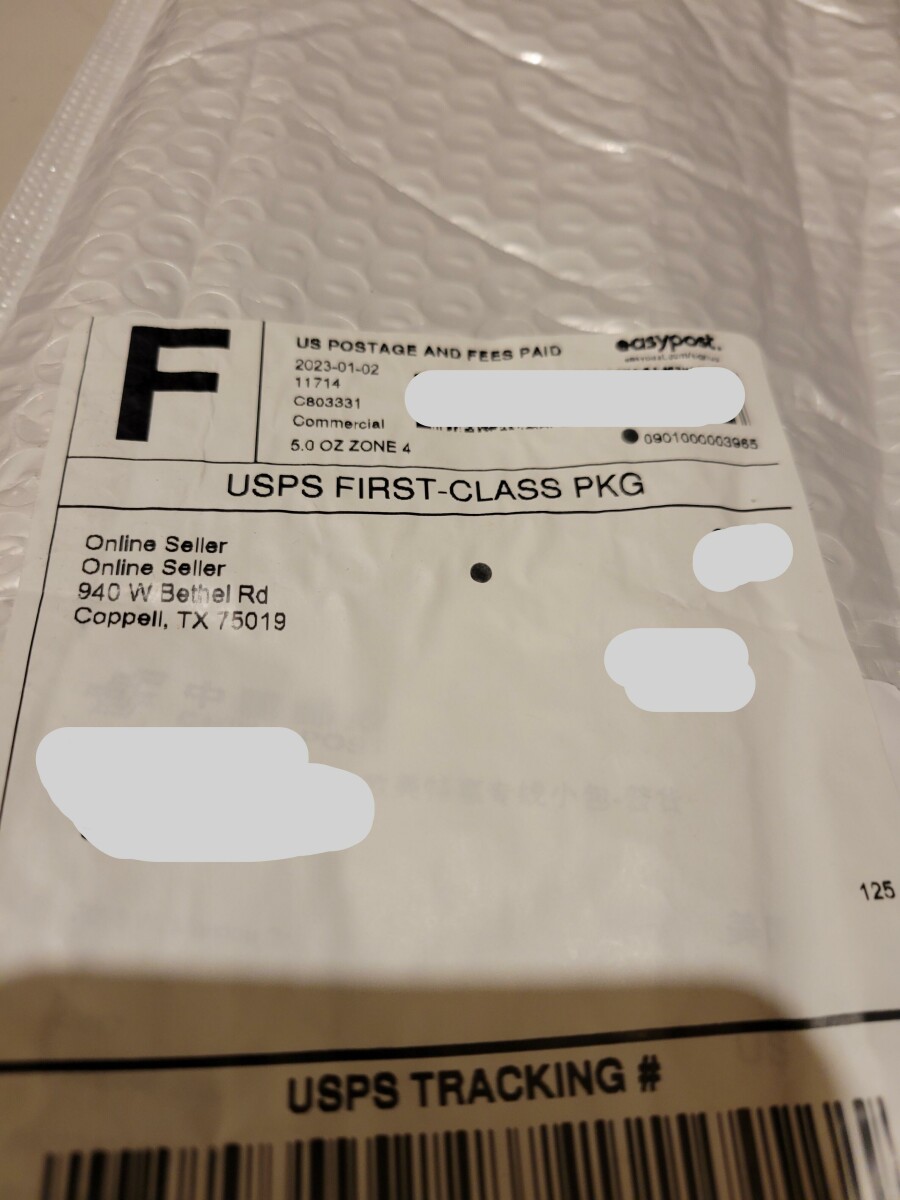 F
US POSTAGE AND FEES PAID
easypost.
2023-01-02
11714
C803331
Commercial
5.0 OZ ZONE 4
0901000003965
USPS FIRST-CLASS PKG
Online Seller
Online Seller
940 W Bethel Rd
Coppell, TX 75019
125
USPS TRACKING #